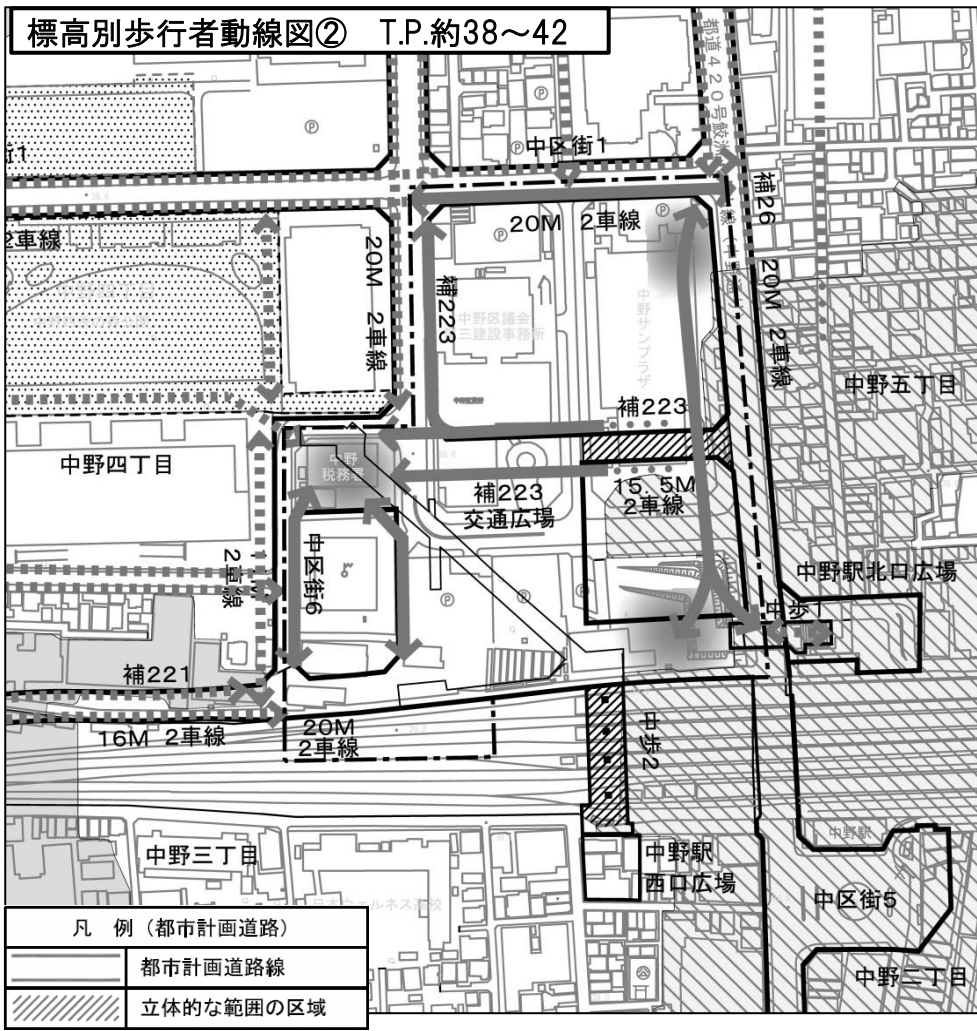 標高別歩行者動線図② T.P.約38～42
都道420号鮫洲
Ⓟ
Ⓟ
Ⓟ
中区街1
街1
補26
20M 2車線
20M 2車線
Ⓟ
Ⓟ
2車線
20M 2車線
補223
中野区議会
三建設事務所
中野サンプラザ
中野五丁目
補223
中野四丁目
中野
税務署
補223
交通広場
15.5M
2車線
2車線
中区街6
Ⓟ
Ⓟ
中野駅北口広場
中歩1
補221
16M 2車線
20M
2車線
中歩2
中野三丁目
中野駅
中野駅
西口広場
中区街5
日本ウェルネス高校
中野二丁目
凡 例（都市計画道路）
都市計画道路線
立体的な範囲の区域